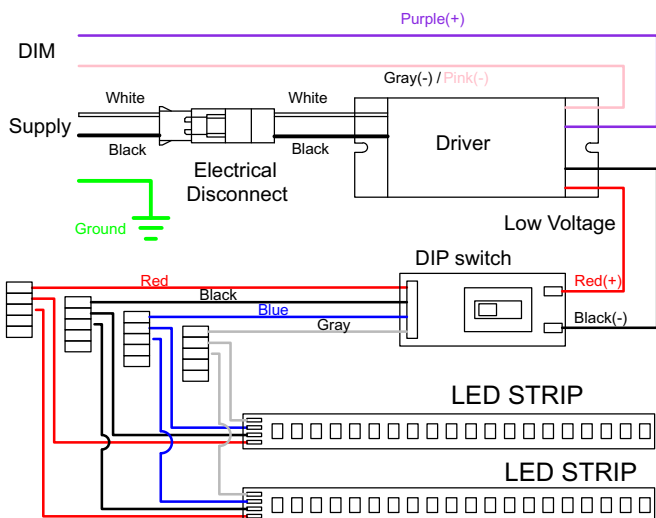 Purple(+)
DIM
Gray(-) / Pink(-)
White
White
Supply
Driver
Black
Black
Electrical
Disconnect
Ground
Low Voltage
DIP switch
Red
Red(+)
Black
Blue
Gray
Black(-)
LED STRIP
LED STRIP